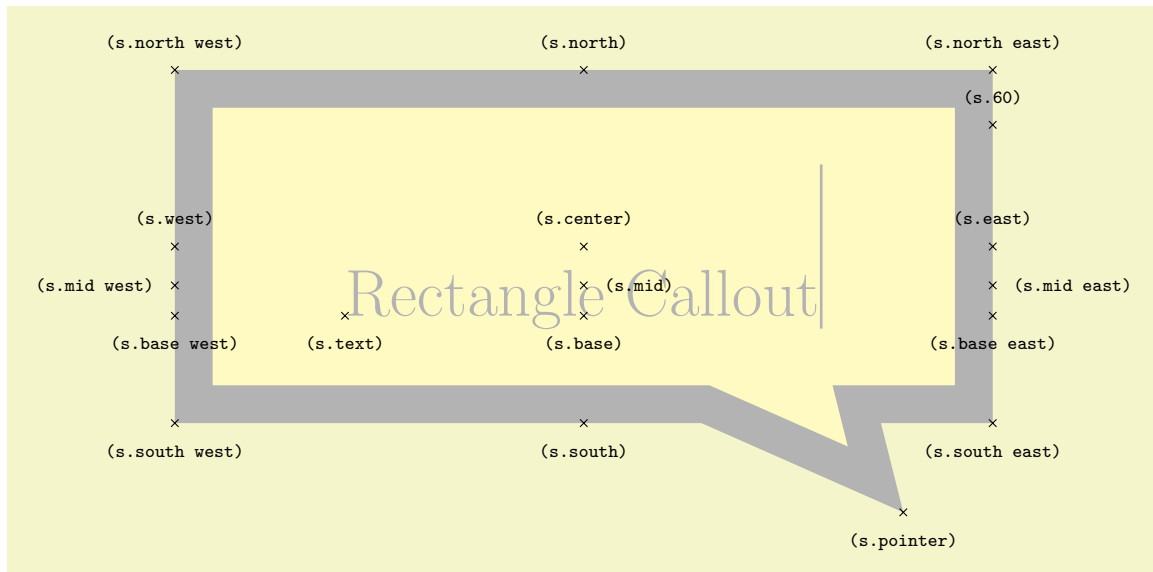 (s.north west) (s.north) (s.north east)
(s.60)
(s.west) (s.center) (s.east)
(s.mid west) Rectangle Callout (s.mid) (s.mid east)
(s.base west) (s.text) (s.base) (s.base east)
(s.south west) (s.south) (s.south east)
(s.pointer)